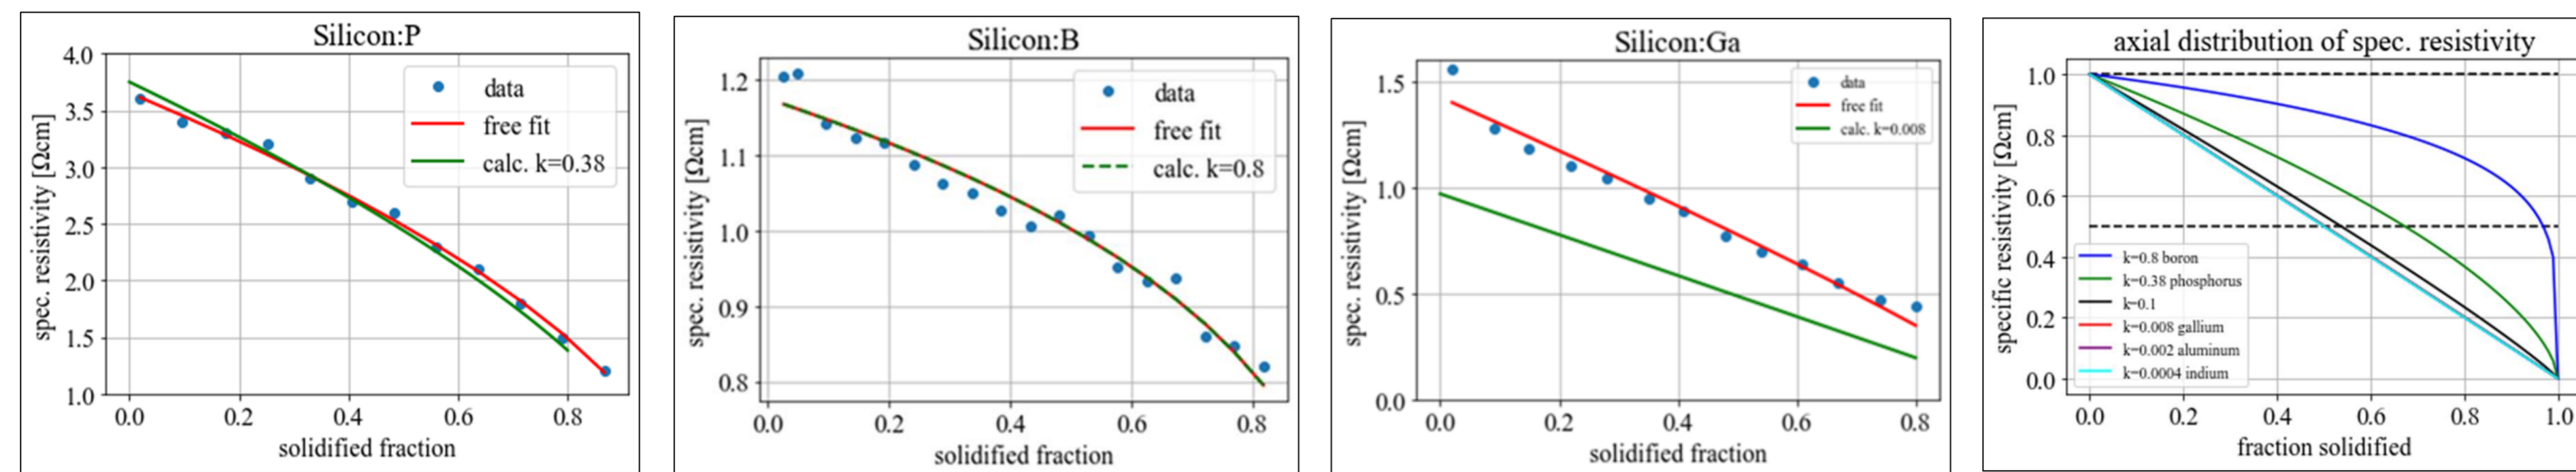 Silicon:P
4.0
3.5
3.0
2.5
2.0
1.5
1.0
spec. resistivity [Ωcm]
data
free fit
calc. k=0.38
0.0 0.2 0.4 0.6 0.8
solidified fraction
Silicon:B
1.2
1.1
1.0
0.9
0.8
spec. resistivity [Ωcm]
data
free fit
calc. k=0.8
0.0 0.2 0.4 0.6 0.8
solidified fraction
Silicon:Ga
1.5
1.0
0.5
0.0
spec. resistivity [Ωcm]
data
free fit
calc. k=0.008
0.0 0.2 0.4 0.6 0.8
solidified fraction
axial distribution of spec. resistivity
1.0
0.8
0.6
0.4
0.2
0.0
specific resistivity [Ωcm]
k=0.8 boron
k=0.38 phosphorus
k=0.1
k=0.008 gallium
k=0.002 aluminum
k=0.0004 indium
0.0 0.2 0.4 0.6 0.8 1.0
fraction solidified